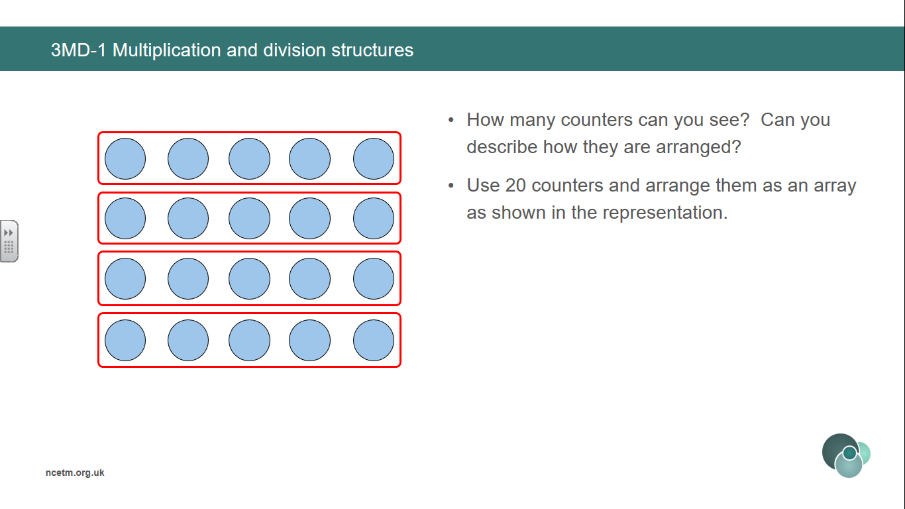 3MD-1 Multiplication and division structures
• How many counters can you see?  Can you
describe how they are arranged?
• Use 20 counters and arrange them as an array
as shown in the representation.
ncetm.org.uk